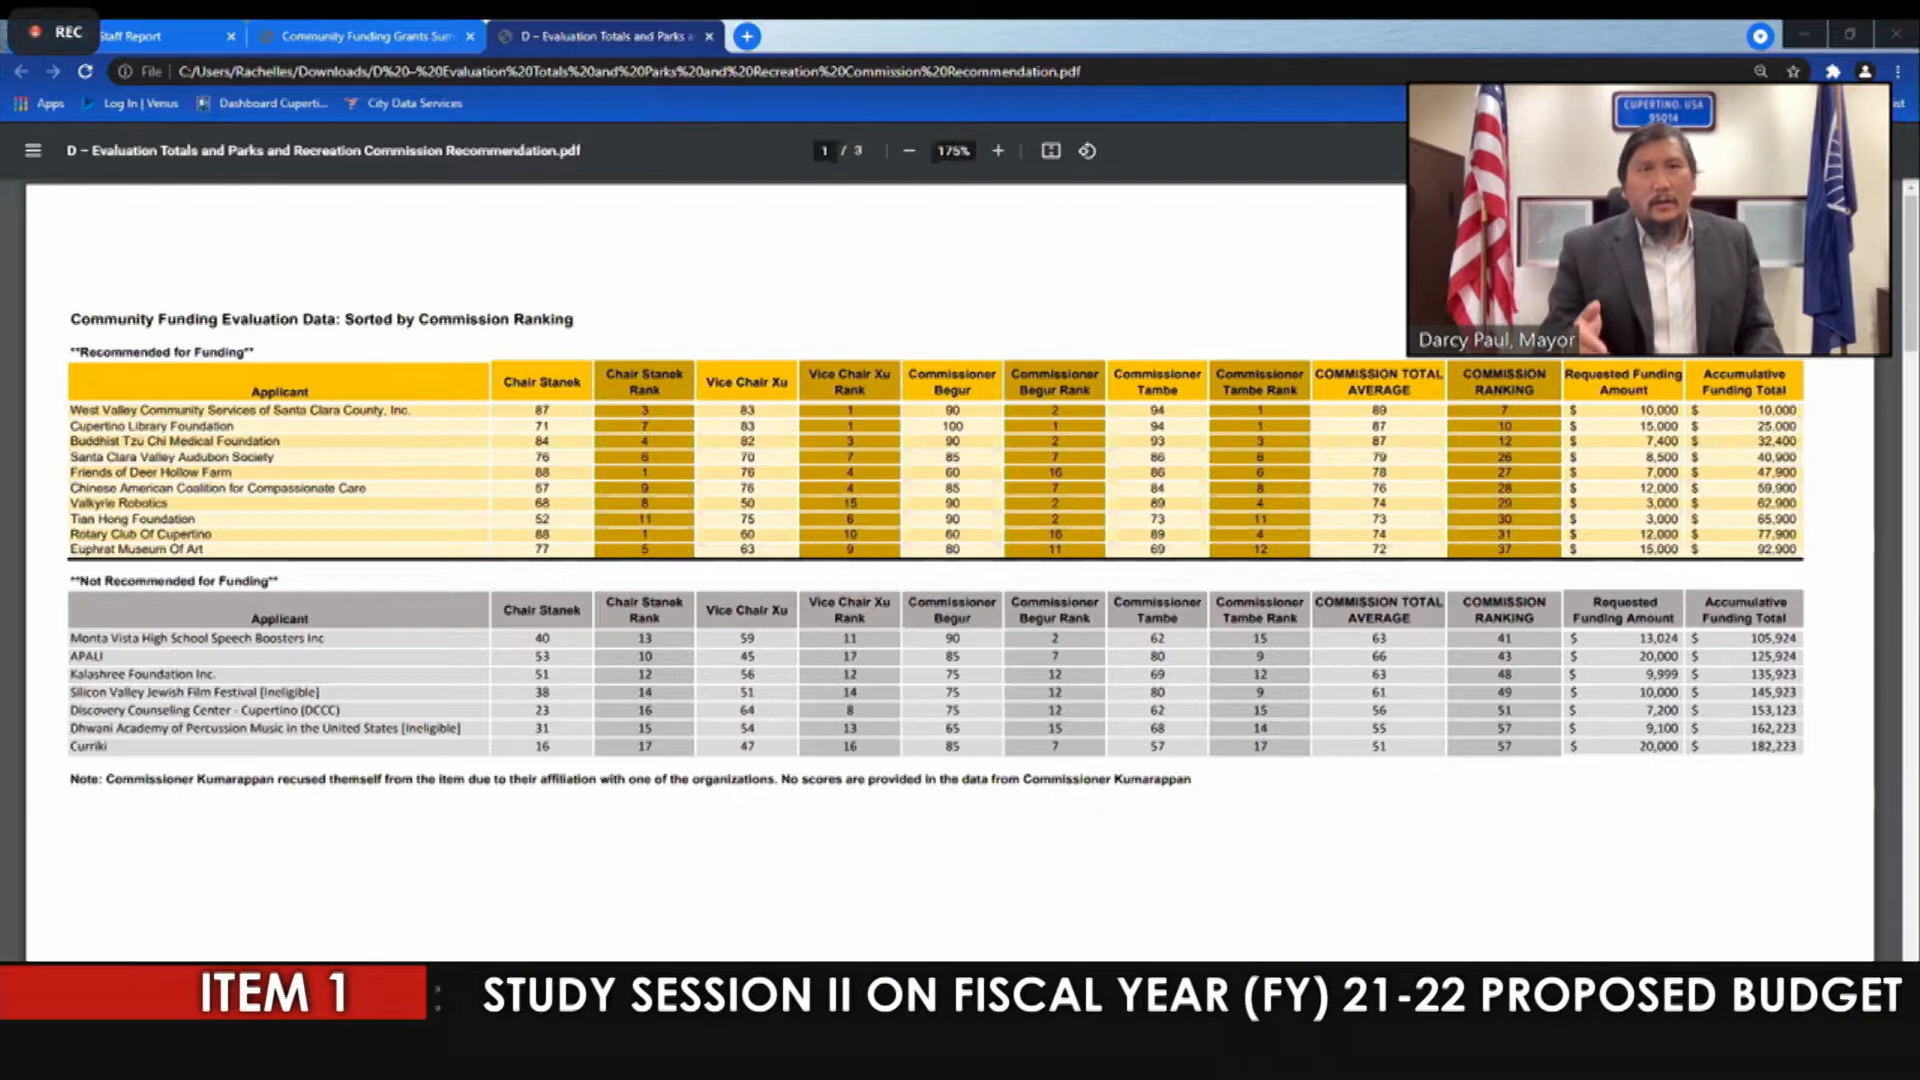 REC
Staff Report
Community Funding Grants Sum
D – Evaluation Totals and Parks a
File C:/Users/Rachelles/Downloads/D%20-%20Evaluation%20Totals%20and%20Parks%20and%20Recreation%20Commission%20Recommendation.pdf
Apps Log In | Venus Dashboard Cuperti... City Data Services
D – Evaluation Totals and Parks and Recreation Commission Recommendation.pdf 1 / 3 175%
CUPERTINO, USA
95014
Darcy Paul, Mayor
Community Funding Evaluation Data: Sorted by Commission Ranking
**Recommended for Funding**
Applicant Chair Stanek Chair Stanek Rank Vice Chair Xu Vice Chair Xu Rank Commissioner Begur Commissioner Begur Rank Commissioner Tambe Commissioner Tambe Rank COMMISSION TOTAL AVERAGE COMMISSION RANKING Requested Funding Amount Accumulative Funding Total
West Valley Community Services of Santa Clara County, Inc. 87 3 83 1 90 2 94 1 89 7 $ 10,000 $ 10,000
Cupertino Library Foundation 71 7 83 1 100 1 94 1 87 10 $ 15,000 $ 25,000
Buddhist Tzu Chi Medical Foundation 84 4 82 3 90 2 93 3 87 12 $ 7,400 $ 32,400
Santa Clara Valley Audubon Society 76 6 70 7 85 7 86 6 79 26 $ 8,500 $ 40,900
Friends of Deer Hollow Farm 88 1 76 4 60 16 86 6 78 27 $ 7,000 $ 47,900
Chinese American Coalition for Compassionate Care 57 9 76 4 85 7 84 8 76 28 $ 12,000 $ 59,900
Valkyrie Robotics 68 8 50 15 90 2 89 4 74 29 $ 3,000 $ 62,900
Tian Hong Foundation 52 11 75 6 90 2 73 11 73 30 $ 3,000 $ 65,900
Rotary Club Of Cupertino 88 1 60 10 60 16 89 4 74 31 $ 12,000 $ 77,900
Euphrat Museum Of Art 77 5 63 9 80 11 69 12 72 37 $ 15,000 $ 92,900
**Not Recommended for Funding**
Applicant Chair Stanek Chair Stanek Rank Vice Chair Xu Vice Chair Xu Rank Commissioner Begur Commissioner Begur Rank Commissioner Tambe Commissioner Tambe Rank COMMISSION TOTAL AVERAGE COMMISSION RANKING Requested Funding Amount Accumulative Funding Total
Monta Vista High School Speech Boosters Inc 40 13 59 11 90 2 62 15 63 41 $ 13,024 $ 105,924
APALI 53 10 45 17 85 7 80 9 66 43 $ 20,000 $ 125,924
Kalashree Foundation Inc. 51 12 56 12 75 12 69 12 63 48 $ 9,999 $ 135,923
Silicon Valley Jewish Film Festival [Ineligible] 38 14 51 14 75 12 80 9 61 49 $ 10,000 $ 145,923
Discovery Counseling Center - Cupertino (DCCC) 23 16 64 8 75 12 62 15 56 51 $ 7,200 $ 153,123
Dhwani Academy of Percussion Music in the United States [Ineligible] 31 15 54 13 65 15 68 14 55 57 $ 9,100 $ 162,223
Curriki 16 17 47 16 85 7 57 17 51 57 $ 20,000 $ 182,223
Note: Commissioner Kumarappan recused themself from the item due to their affiliation with one of the organizations. No scores are provided in the data from Commissioner Kumarappan
ITEM 1 : STUDY SESSION II ON FISCAL YEAR (FY) 21-22 PROPOSED BUDGET